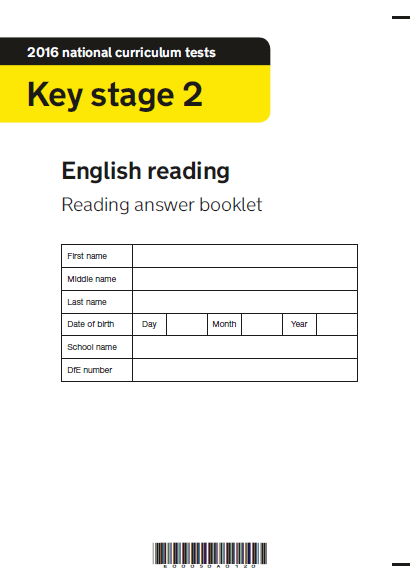 2016 national curriculum tests
Key stage 2
English reading
Reading answer booklet
First name
Middle name
Last name
Date of birth Day Month Year
School name
DfE number